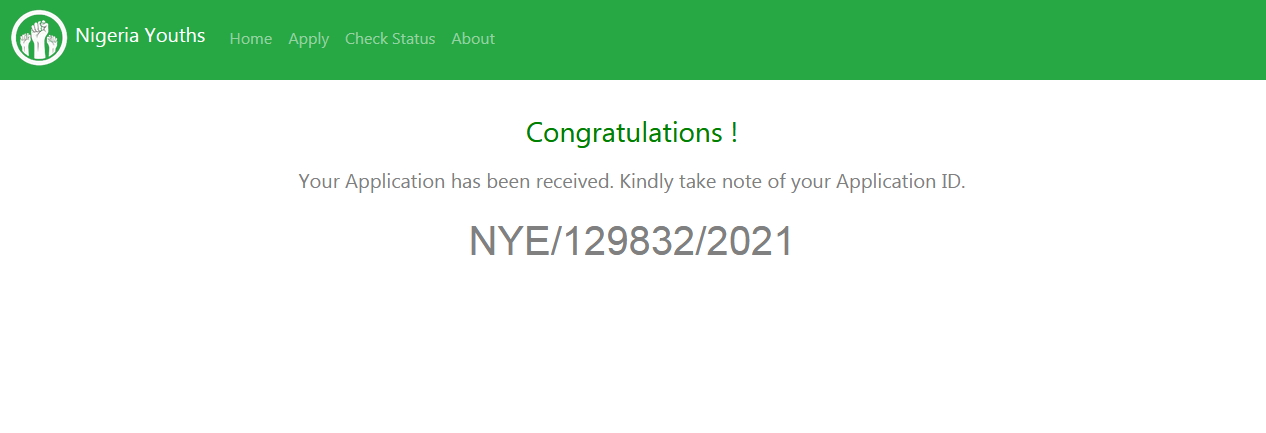 Nigeria Youths Home Apply Check Status About
Congratulations !
Your Application has been received. Kindly take note of your Application ID.
NYE/129832/2021